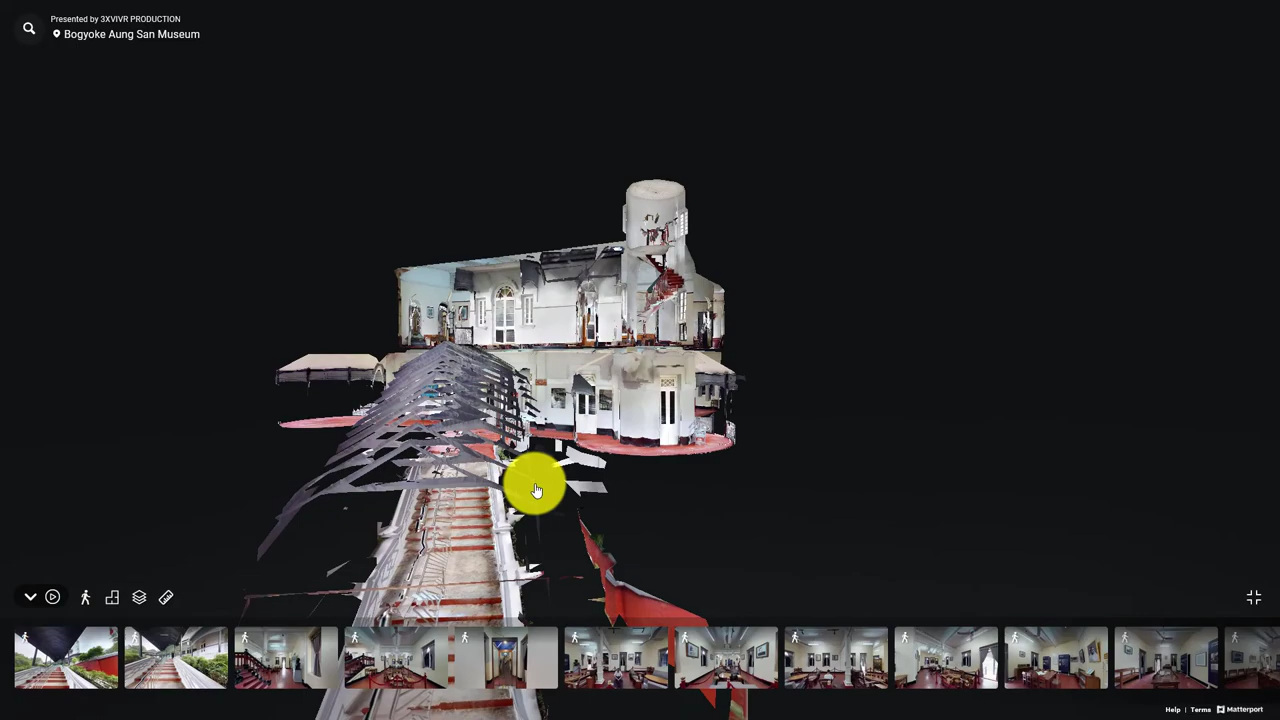 Presented by 3XVIVR PRODUCTION
Bogyoke Aung San Museum
Help | Terms Matterport